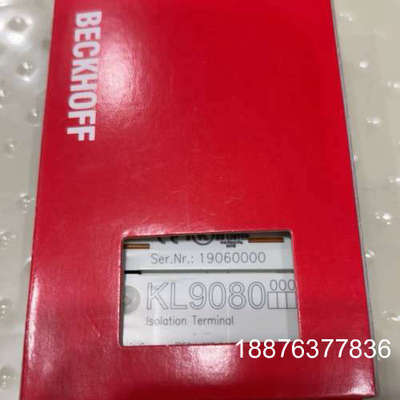 BECKHOFF
Ser.Nr.: 19060000
KL9080 000
Isolation Terminal
18876377836